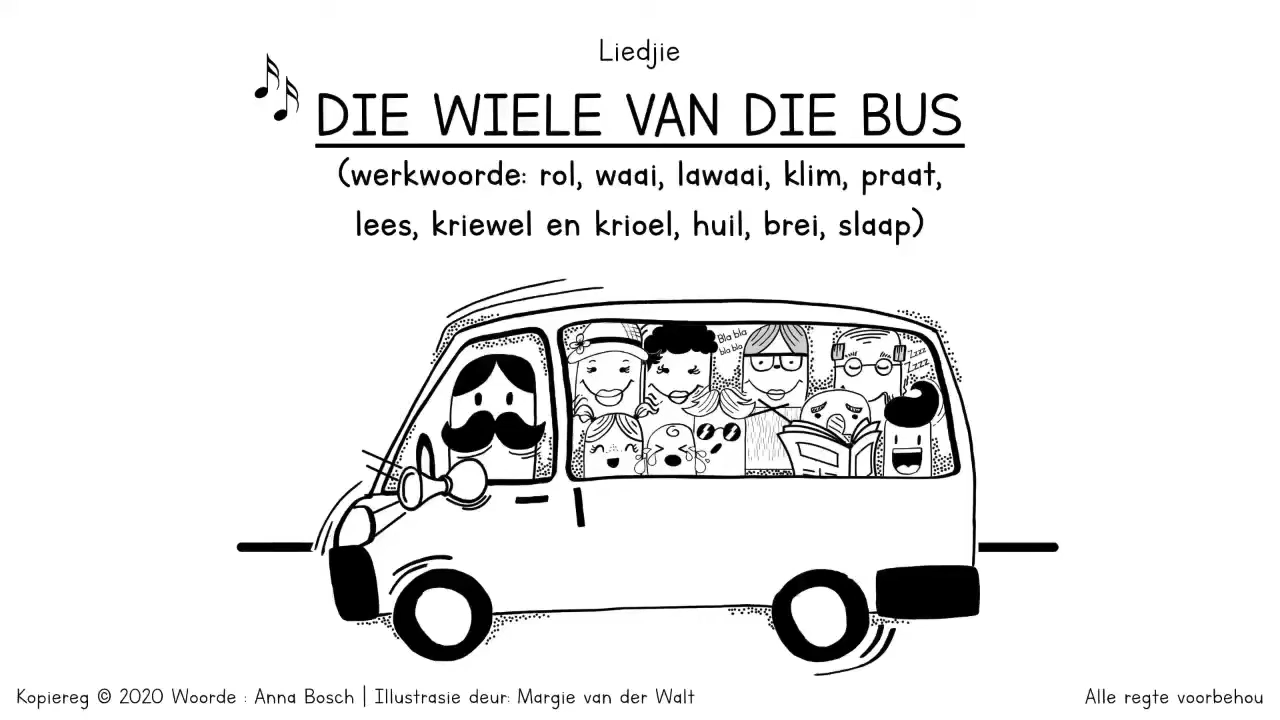 Liedjie
DIE WIELE VAN DIE BUS
(werkwoorde: rol, waai, lawaai, klim, praat,
lees, kriewel en krioel, huil, brei, slaap)
Bla bla
bla bla
Zzzz
zzzz
Kopiereg © 2020 Woorde : Anna Bosch | Illustrasie deur: Margie van der Walt
Alle regte voorbehou